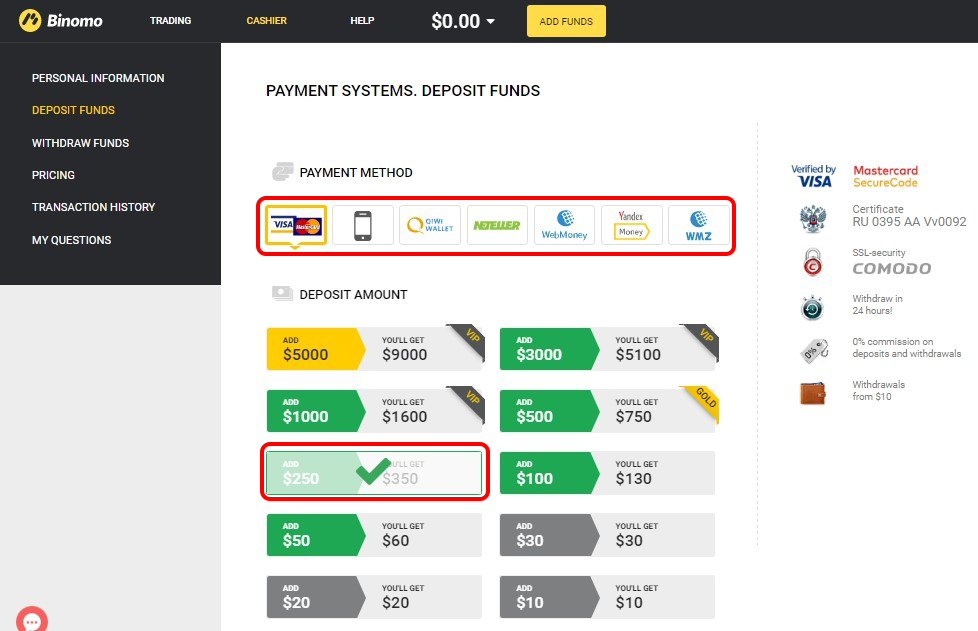 Binomo
TRADING
CASHIER
HELP
$0.00
ADD FUNDS
PERSONAL INFORMATION
DEPOSIT FUNDS
WITHDRAW FUNDS
PRICING
TRANSACTION HISTORY
MY QUESTIONS
PAYMENT SYSTEMS. DEPOSIT FUNDS
PAYMENT METHOD
VISA
MasterCard
QIWI
WALLET
NETELLER
WebMoney
Yandex
Money
WMZ
DEPOSIT AMOUNT
ADD
$5000
YOU'LL GET
$9000
VIP
ADD
$3000
YOU'LL GET
$5100
VIP
ADD
$1000
YOU'LL GET
$1600
VIP
ADD
$500
YOU'LL GET
$750
GOLD
ADD
$250
YOU'LL GET
$350
ADD
$100
YOU'LL GET
$130
ADD
$50
YOU'LL GET
$60
ADD
$30
YOU'LL GET
$30
ADD
$20
YOU'LL GET
$20
ADD
$10
YOU'LL GET
$10
Verified by
VISA
Mastercard
SecureCode
Certificate
RU 0395 AA Vv0092
SSL-security
COMODO
Withdraw in
24 hours!
0%
0% commission on
deposits and withdrawals
Withdrawals
from $10